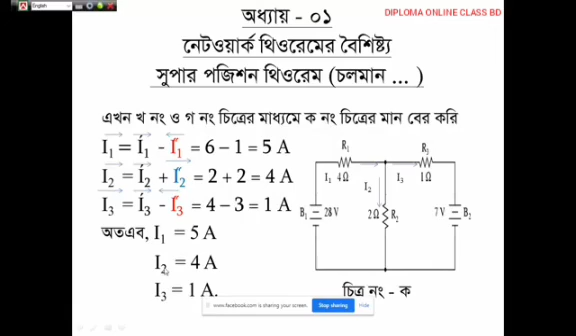 English
DIPLOMA ONLINE CLASS BD
অধ্যায় - ০১
নেটওয়ার্ক থিওরেমের বৈশিষ্ট্য
সুপার পজিশন থিওরেম (চলমান ... )
এখন খ নং ও গ নং চিত্রের মাধ্যমে ক নং চিত্রের মান বের করি
I₁ = I₁́ - I₁̋ = 6 – 1 = 5 A
I₂ = I₂́ + I₂̋ = 2 + 2 = 4 A
I₃ = I₃́ - I₃̋ = 4 – 3 = 1 A
অতএব, I₁ = 5 A
I₂ = 4 A
I₃ = 1 A.
R₁ R₃
I₁ 4Ω I₃ 1Ω
I₂
B₁ 28 V 2Ω R₂ 7 V B₂
চিত্র নং - ক
www.facebook.com is sharing your screen. Stop sharing Hide